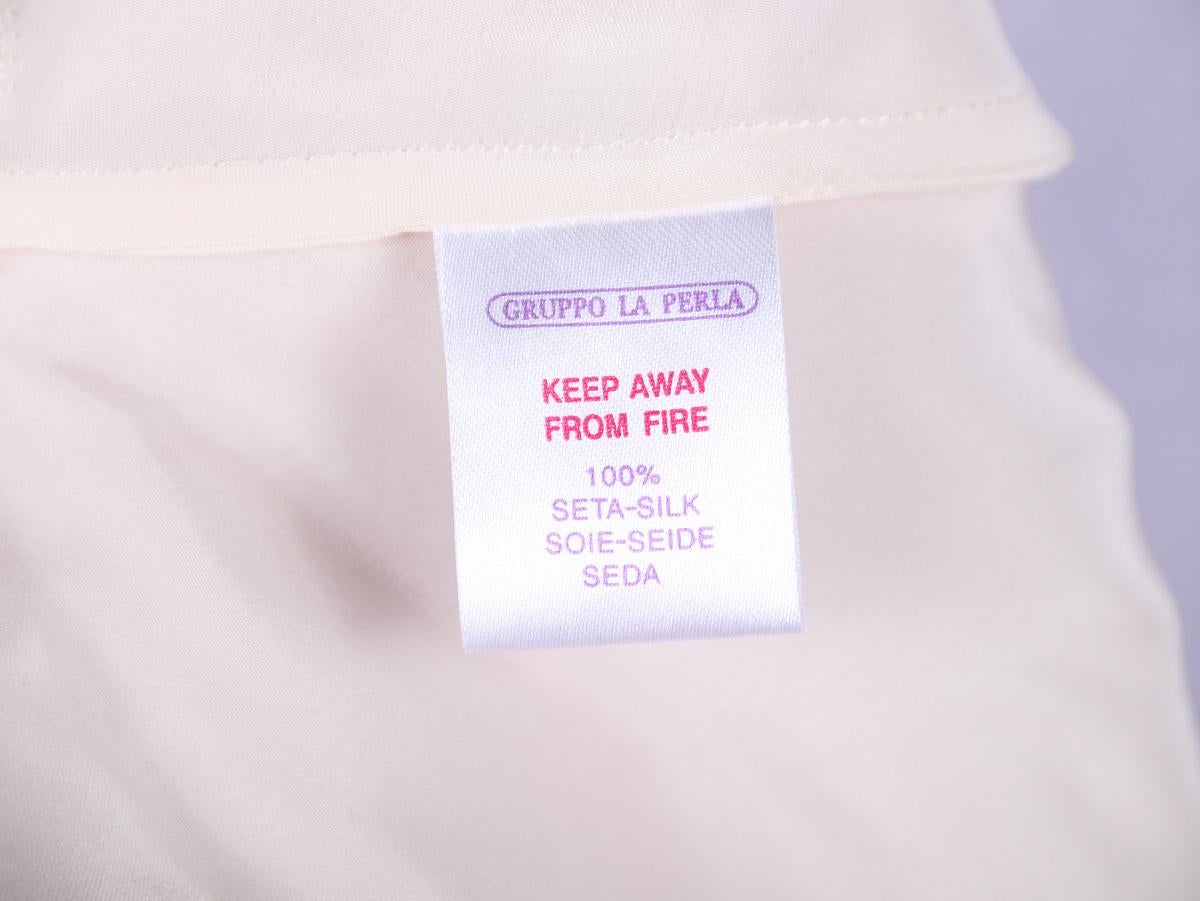 GRUPPO LA PERLA
KEEP AWAY
FROM FIRE
100%
SETA-SILK
SOIE-SEIDE
SEDA